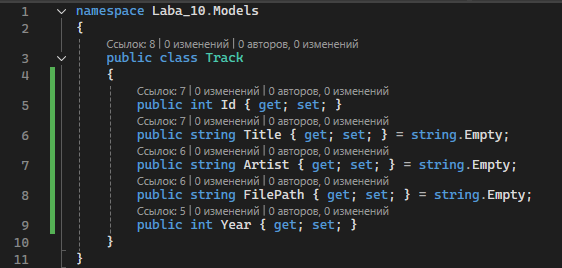 1 namespace Laba_10.Models
2 {
Ссылок: 8 | 0 изменений | 0 авторов, 0 изменений
3 public class Track
4 {
Ссылок: 7 | 0 изменений | 0 авторов, 0 изменений
5 public int Id { get; set; }
Ссылок: 7 | 0 изменений | 0 авторов, 0 изменений
6 public string Title { get; set; } = string.Empty;
Ссылок: 6 | 0 изменений | 0 авторов, 0 изменений
7 public string Artist { get; set; } = string.Empty;
Ссылок: 6 | 0 изменений | 0 авторов, 0 изменений
8 public string FilePath { get; set; } = string.Empty;
Ссылок: 5 | 0 изменений | 0 авторов, 0 изменений
9 public int Year { get; set; }
10 }
11 }